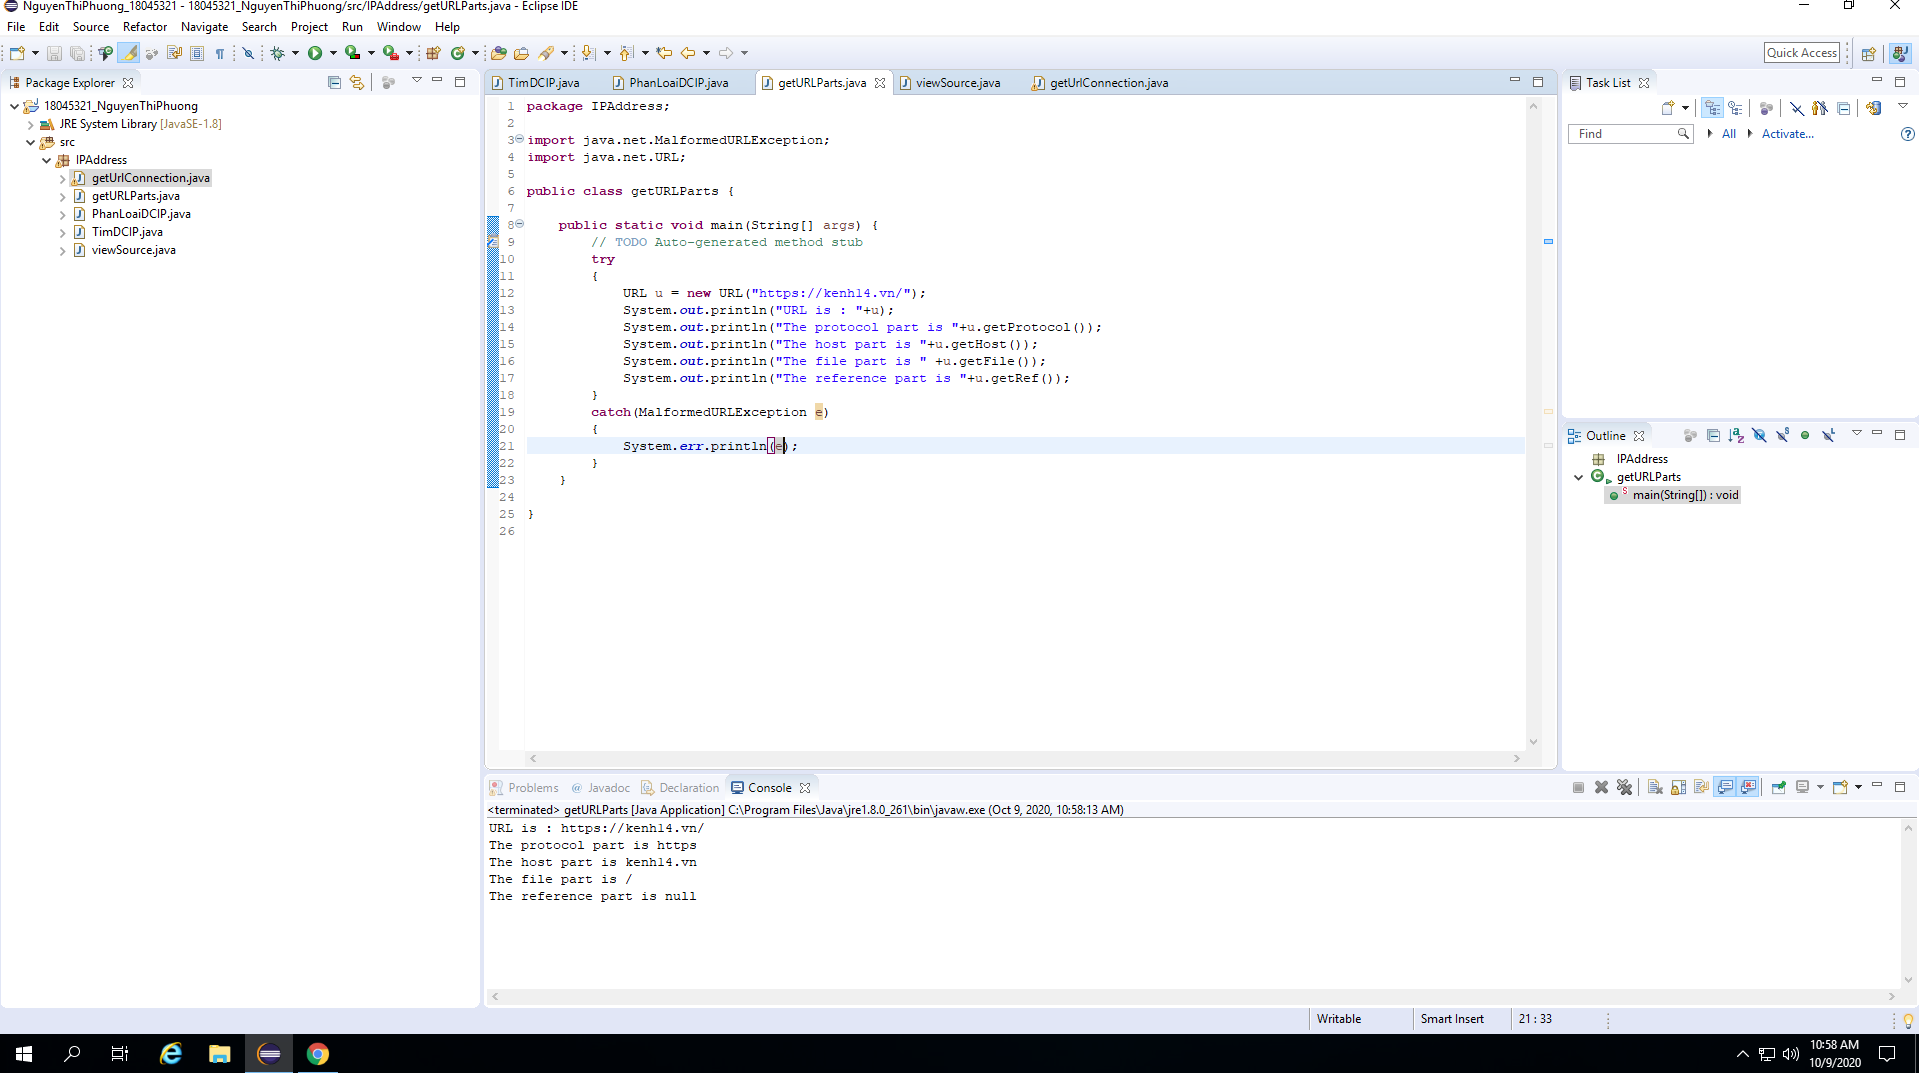 NguyenThiPhuong_18045321 - 18045321_NguyenThiPhuong/src/IPAddress/getURLParts.java - Eclipse IDE
File Edit Source Refactor Navigate Search Project Run Window Help
Quick Access
Package Explorer
18045321_NguyenThiPhuong
JRE System Library [JavaSE-1.8]
src
IPAddress
getUrlConnection.java
getURLParts.java
PhanLoaiDCIP.java
TimDCIP.java
viewSource.java
TimDCIP.java PhanLoaiDCIP.java getURLParts.java viewSource.java getUrlConnection.java
1 package IPAddress;
2
3 import java.net.MalformedURLException;
4 import java.net.URL;
5
6 public class getURLParts {
7
8 public static void main(String[] args) {
9 // TODO Auto-generated method stub
10 try
11 {
12 URL u = new URL("https://kenh14.vn/");
13 System.out.println("URL is : "+u);
14 System.out.println("The protocol part is "+u.getProtocol());
15 System.out.println("The host part is "+u.getHost());
16 System.out.println("The file part is " +u.getFile());
17 System.out.println("The reference part is "+u.getRef());
18 }
19 catch(MalformedURLException e)
20 {
21 System.err.println(e);
22 }
23 }
24
25 }
26
Task List
Find All Activate...
Outline
IPAddress
getURLParts
main(String[]) : void
Problems @ Javadoc Declaration Console
<terminated> getURLParts [Java Application] C:\Program Files\Java\jre1.8.0_261\bin\javaw.exe (Oct 9, 2020, 10:58:13 AM)
URL is : https://kenh14.vn/
The protocol part is https
The host part is kenh14.vn
The file part is /
The reference part is null
Writable Smart Insert 21 : 33
10:58 AM
10/9/2020